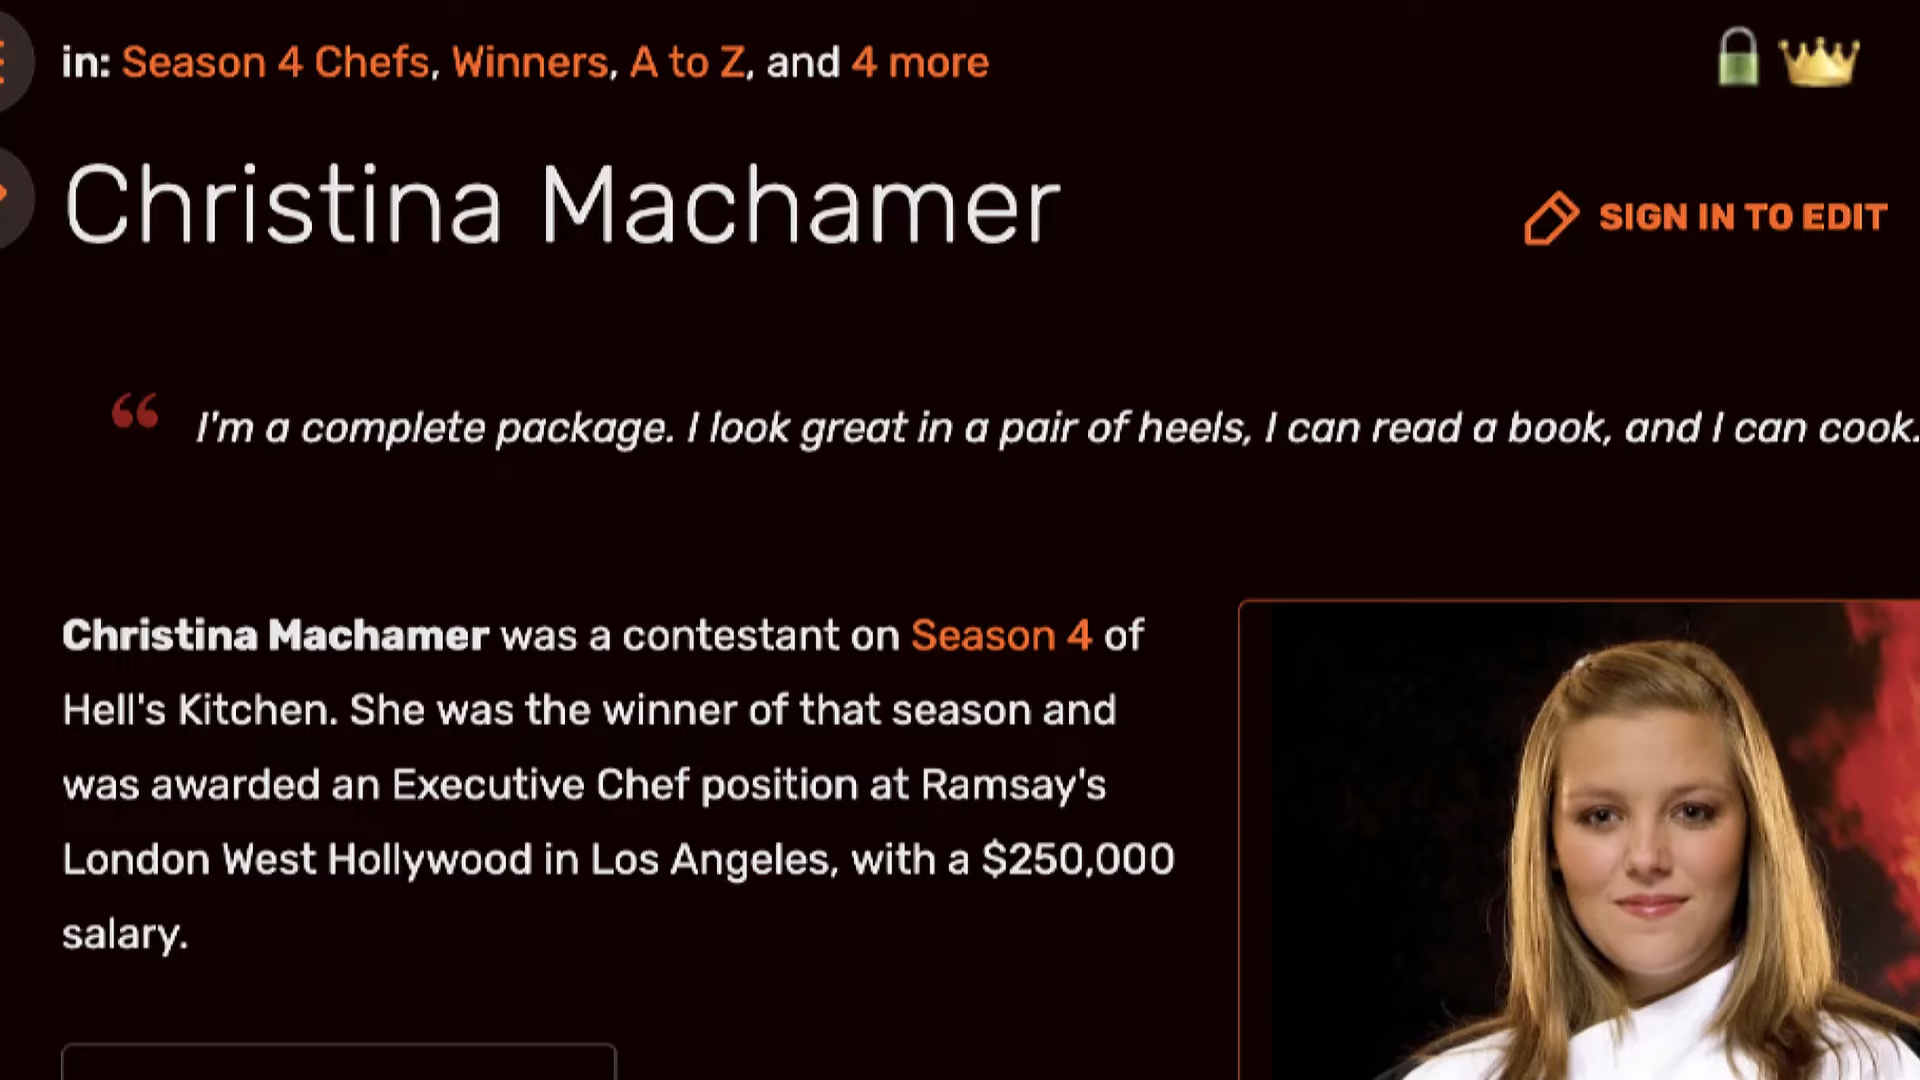 in: Season 4 Chefs, Winners, A to Z, and 4 more
Christina Machamer
SIGN IN TO EDIT
“ I'm a complete package. I look great in a pair of heels, I can read a book, and I can cook.
Christina Machamer was a contestant on Season 4 of
Hell's Kitchen. She was the winner of that season and
was awarded an Executive Chef position at Ramsay's
London West Hollywood in Los Angeles, with a $250,000
salary.